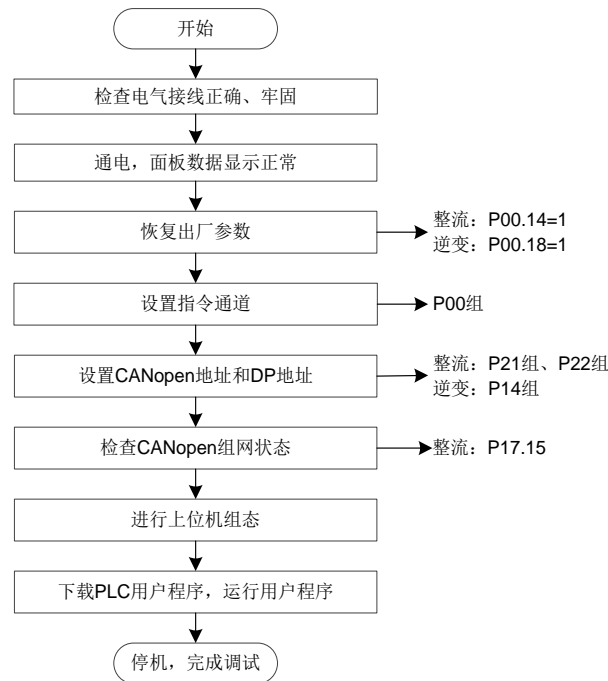 开始
检查电气接线正确、牢固
通电，面板数据显示正常
恢复出厂参数
整流：P00.14=1
逆变：P00.18=1
设置指令通道
P00组
设置CANopen地址和DP地址
整流：P21组、P22组
逆变：P14组
检查CANopen组网状态
整流：P17.15
进行上位机组态
下载PLC用户程序，运行用户程序
停机，完成调试